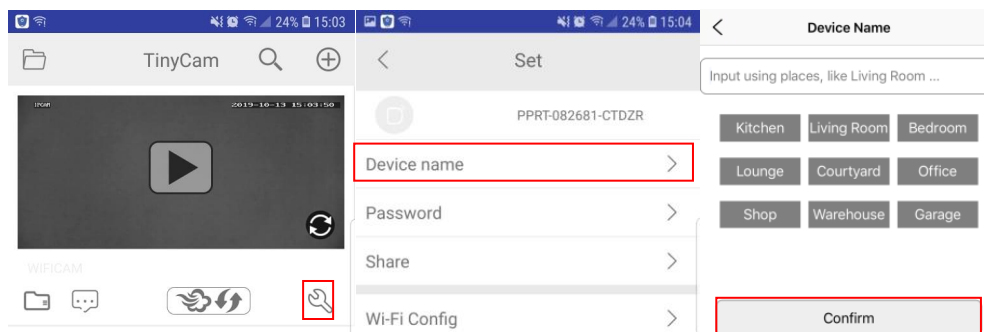 24% 15:03
TinyCam
IPCAM
2019-10-13 15:03:50
WIFICAM
24% 15:04
Set
D
PPRT-082681-CTDZR
Device name
Password
Share
Wi-Fi Config
Device Name
Input using places, like Living Room ...
Kitchen Living Room Bedroom
Lounge Courtyard Office
Shop Warehouse Garage
Confirm